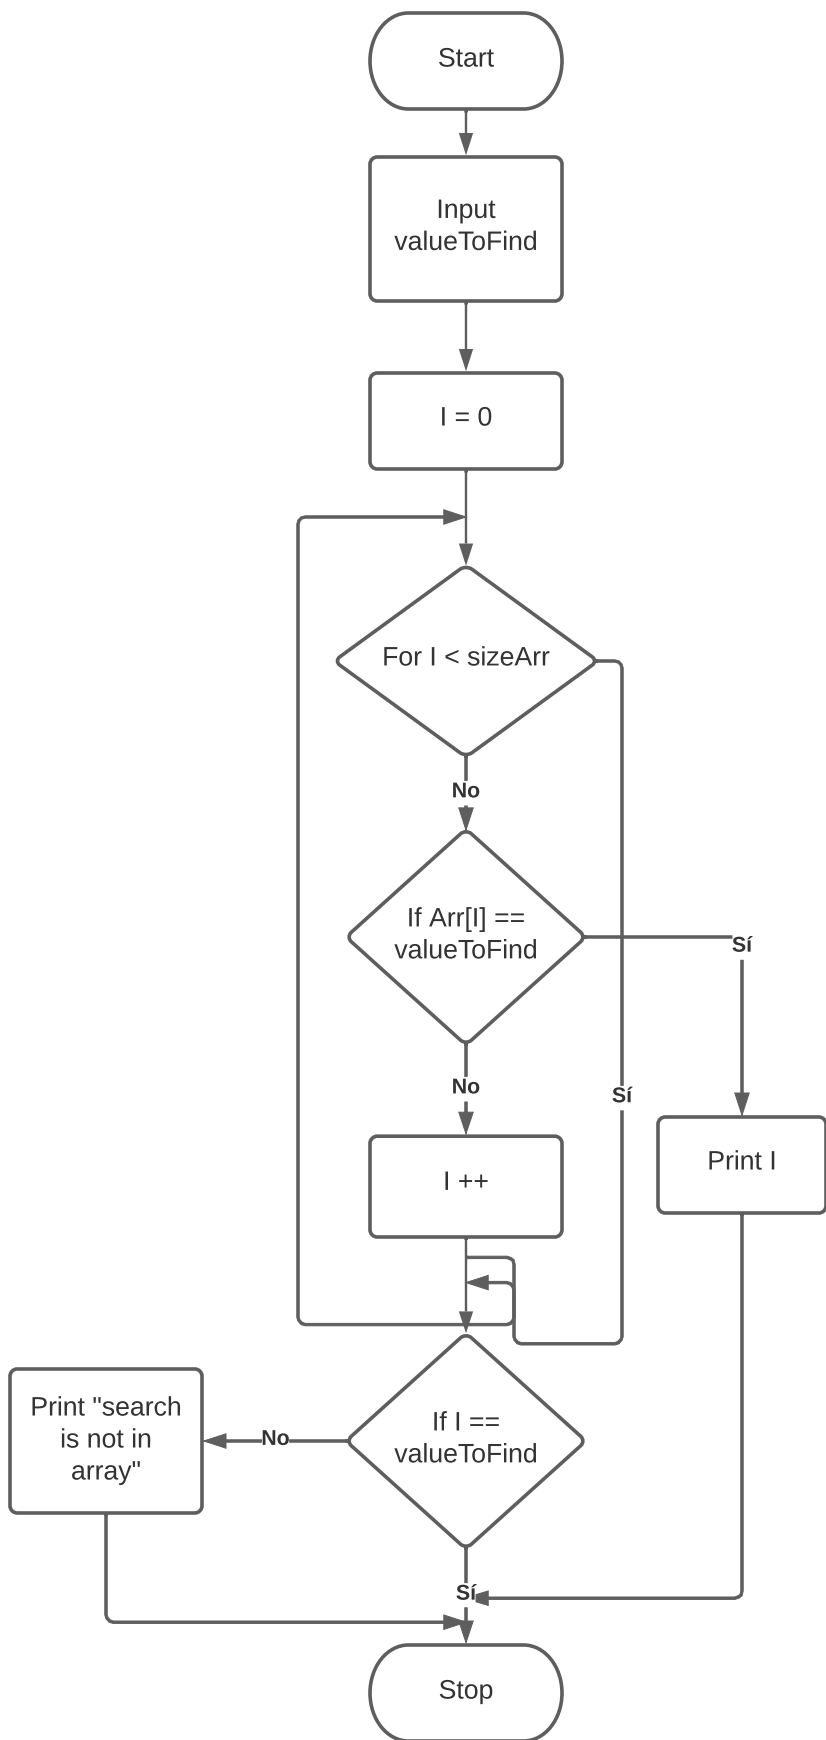 Start
Input
valueToFind
I = 0
For I < sizeArr
No
If Arr[I] ==
valueToFind
Sí
No
Sí
I ++
Print I
Print "search
is not in
array"
No
If I ==
valueToFind
Sí
Stop